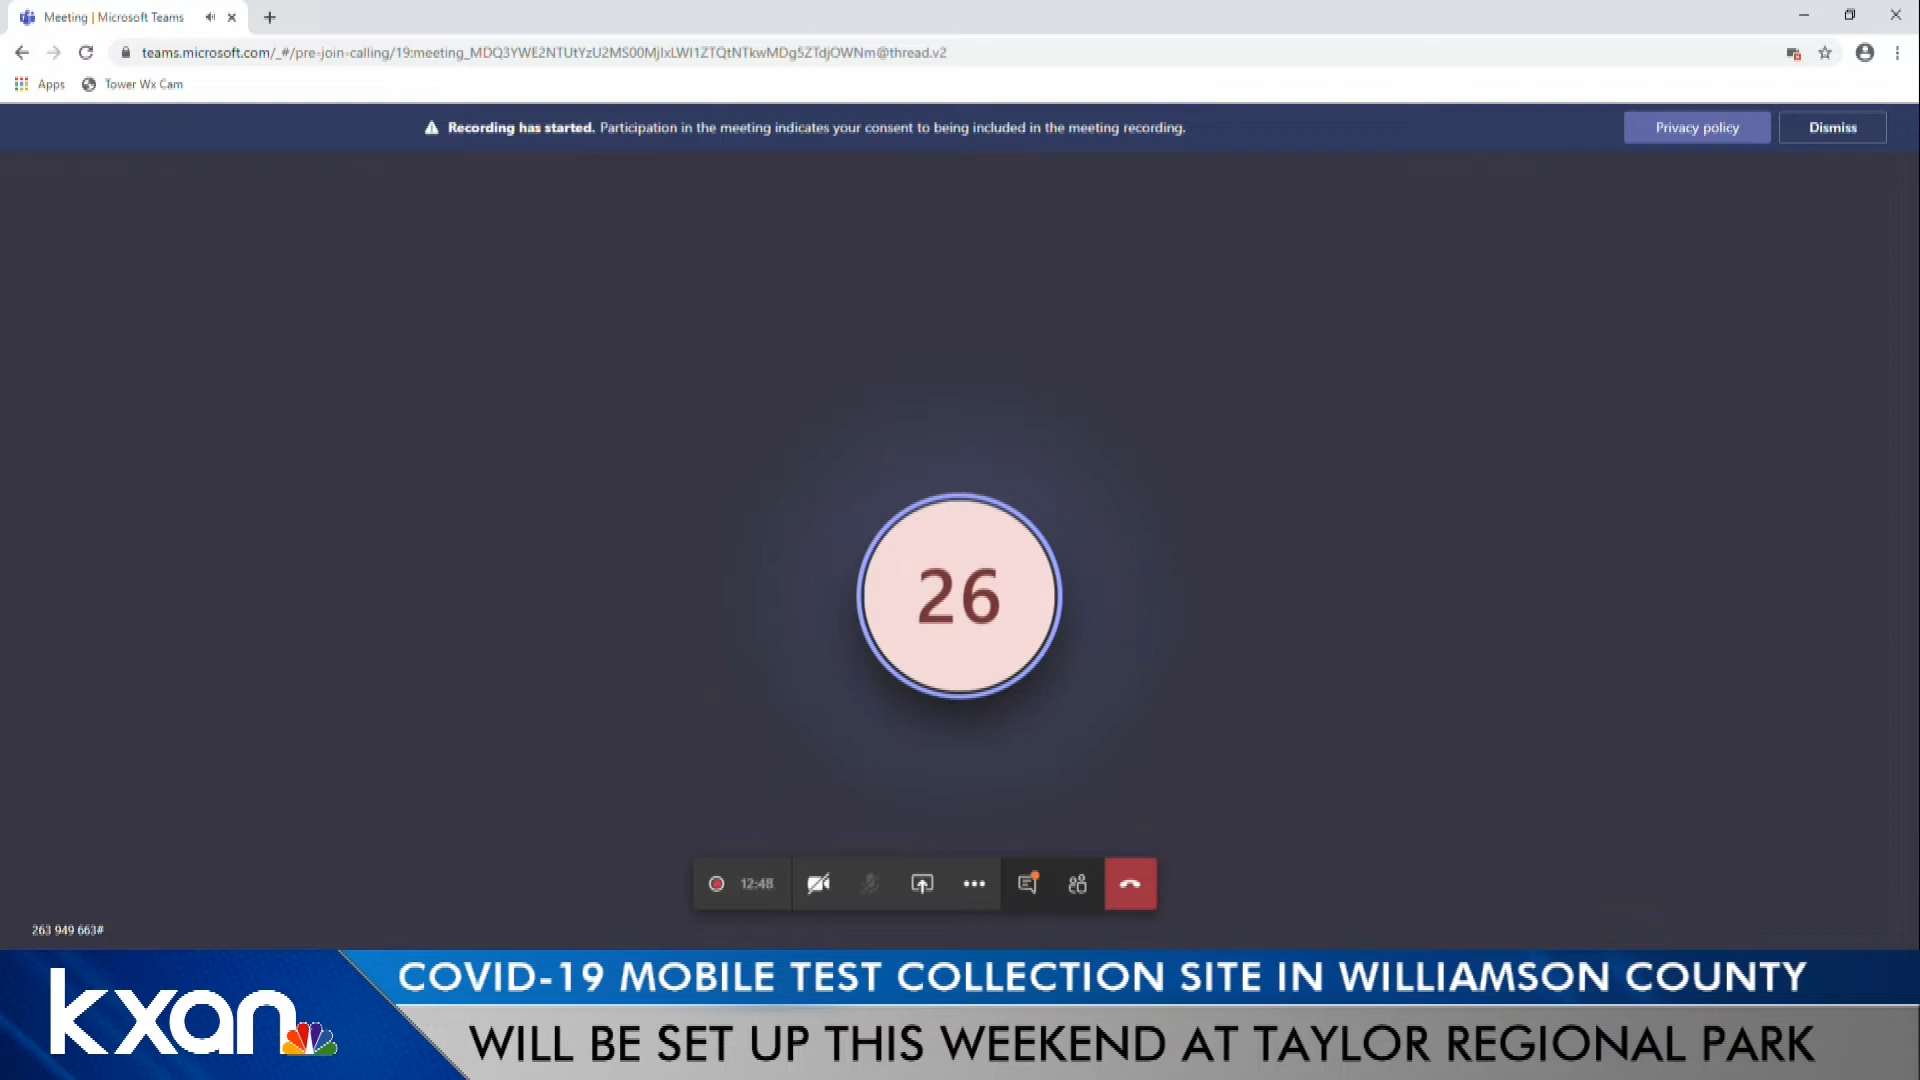 Meeting | Microsoft Teams
teams.microsoft.com/_#/pre-join-calling/19:meeting_MDQ3YWE2NTUtYzU2MS00MjIxLWI1ZTQtNTkwMDg5ZTdjOWNm@thread.v2
Apps Tower Wx Cam
Recording has started. Participation in the meeting indicates your consent to being included in the meeting recording.
Privacy policy Dismiss
26
12:48
263 949 663#
kxan
COVID-19 MOBILE TEST COLLECTION SITE IN WILLIAMSON COUNTY
WILL BE SET UP THIS WEEKEND AT TAYLOR REGIONAL PARK